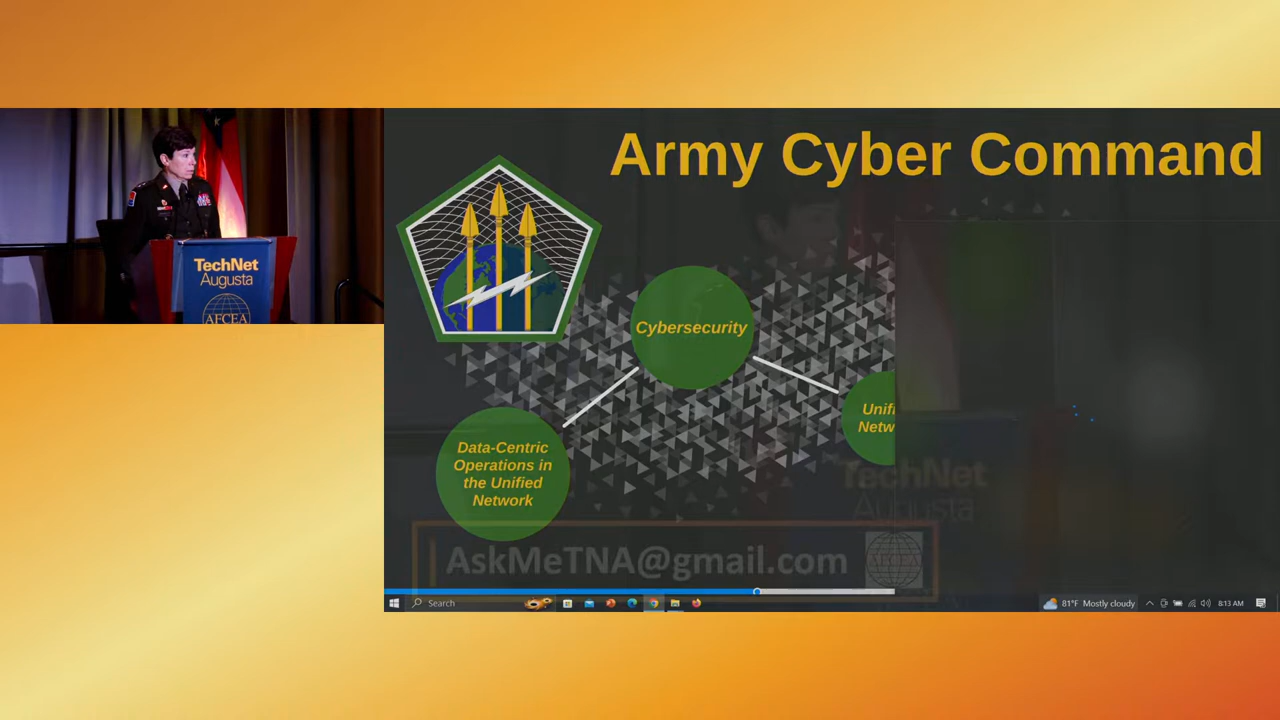 Army Cyber Command
Cybersecurity
Unifi
Netw
Data-Centric
Operations in
the Unified
Network
TechNet
Augusta
AFCEA
TechNet
Augusta
AskMeTNA@gmail.com
AFCEA
Search
81°F Mostly cloudy
8:13 AM